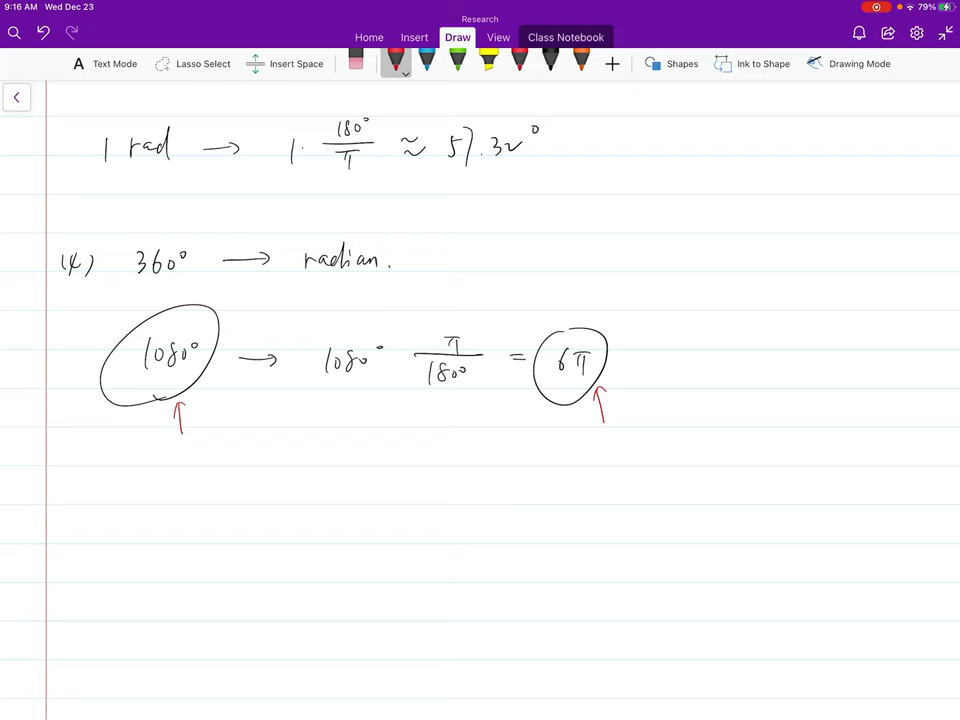 9:16 AM Wed Dec 23
79%
Research
Home Insert Draw View Class Notebook
Text Mode Lasso Select Insert Space Shapes Ink to Shape Drawing Mode
1 rad → 1 · 180°/π ≈ 57.32°
(4) 360° → radian.
1080° → 1080° π/180° = 6π